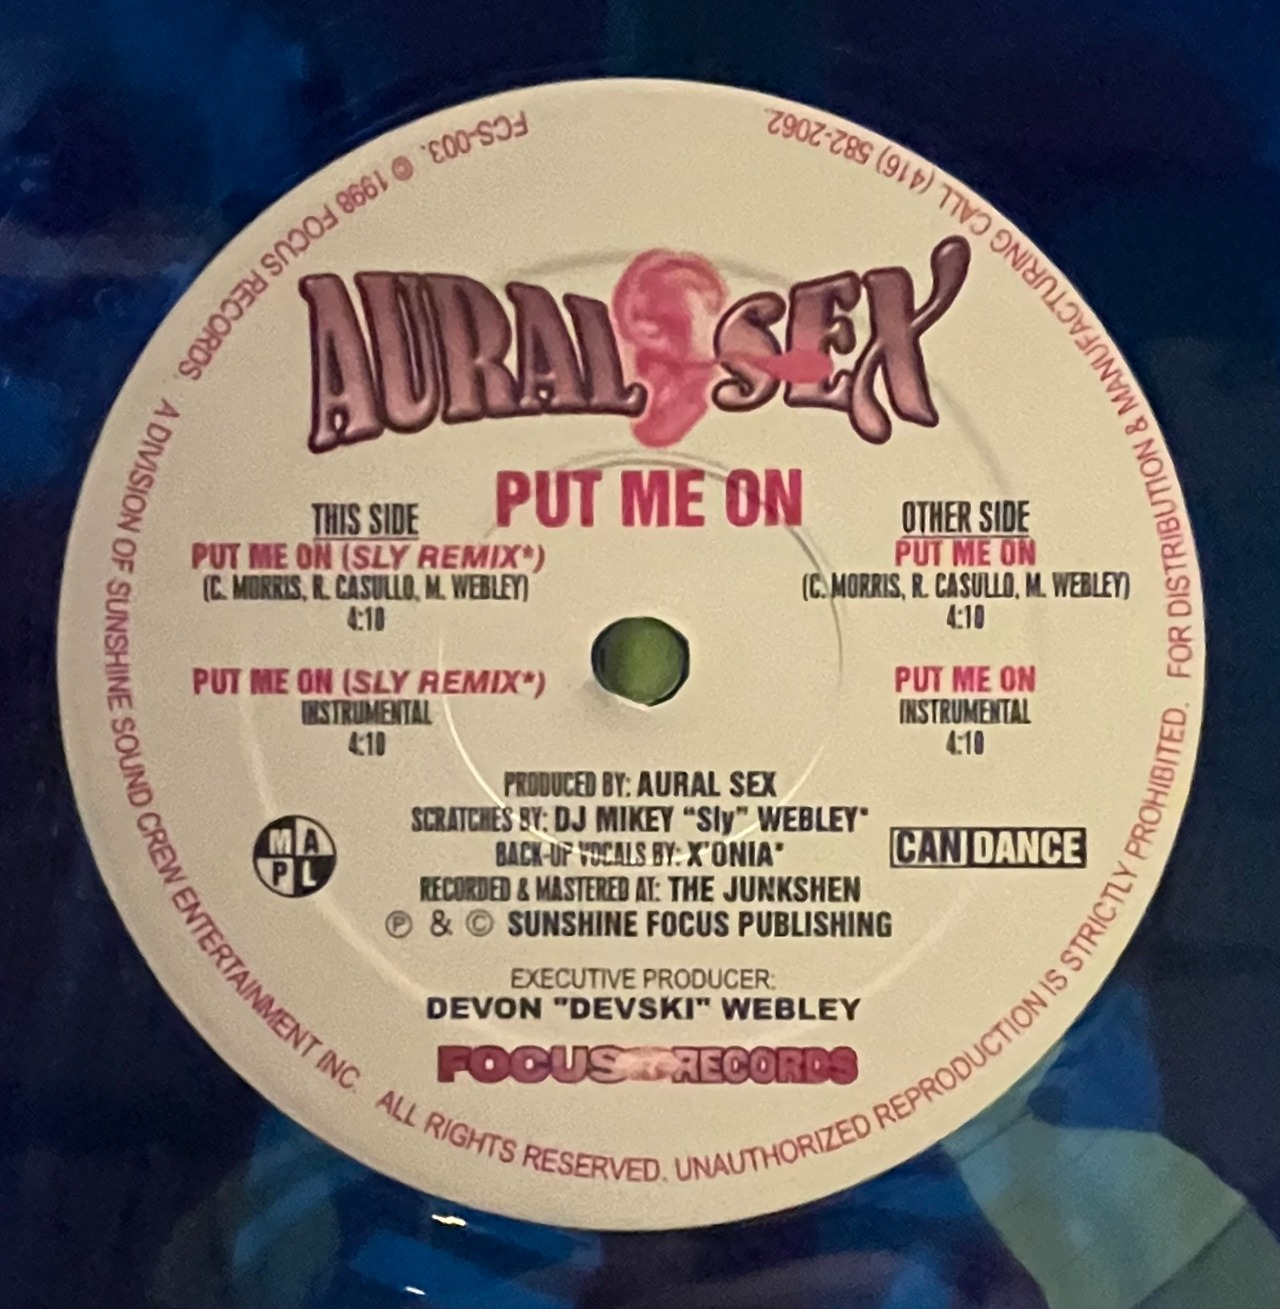 FCS-003. © 1998 FOCUS RECORDS. A DIVISION OF SUNSHINE SOUND CREW ENTERTAINMENT INC. ALL RIGHTS RESERVED. UNAUTHORIZED REPRODUCTION IS STRICTLY PROHIBITED. FOR DISTRIBUTION & MANUFACTURING CALL (416) 582-2062.
AURAL SEX
PUT ME ON
THIS SIDE
PUT ME ON (SLY REMIX*)
(C. MORRIS, R. CASULLO, M. WEBLEY)
4:10
PUT ME ON (SLY REMIX*)
INSTRUMENTAL
4:10
OTHER SIDE
PUT ME ON
(C. MORRIS, R. CASULLO, M. WEBLEY)
4:10
PUT ME ON
INSTRUMENTAL
4:10
PRODUCED BY: AURAL SEX
SCRATCHES BY: DJ MIKEY “Sly” WEBLEY*
BACK-UP VOCALS BY: X'ONIA*
RECORDED & MASTERED AT: THE JUNKSHEN
℗ & © SUNSHINE FOCUS PUBLISHING
MA
PL
CAN DANCE
EXECUTIVE PRODUCER:
DEVON "DEVSKI" WEBLEY
FOCUS RECORDS